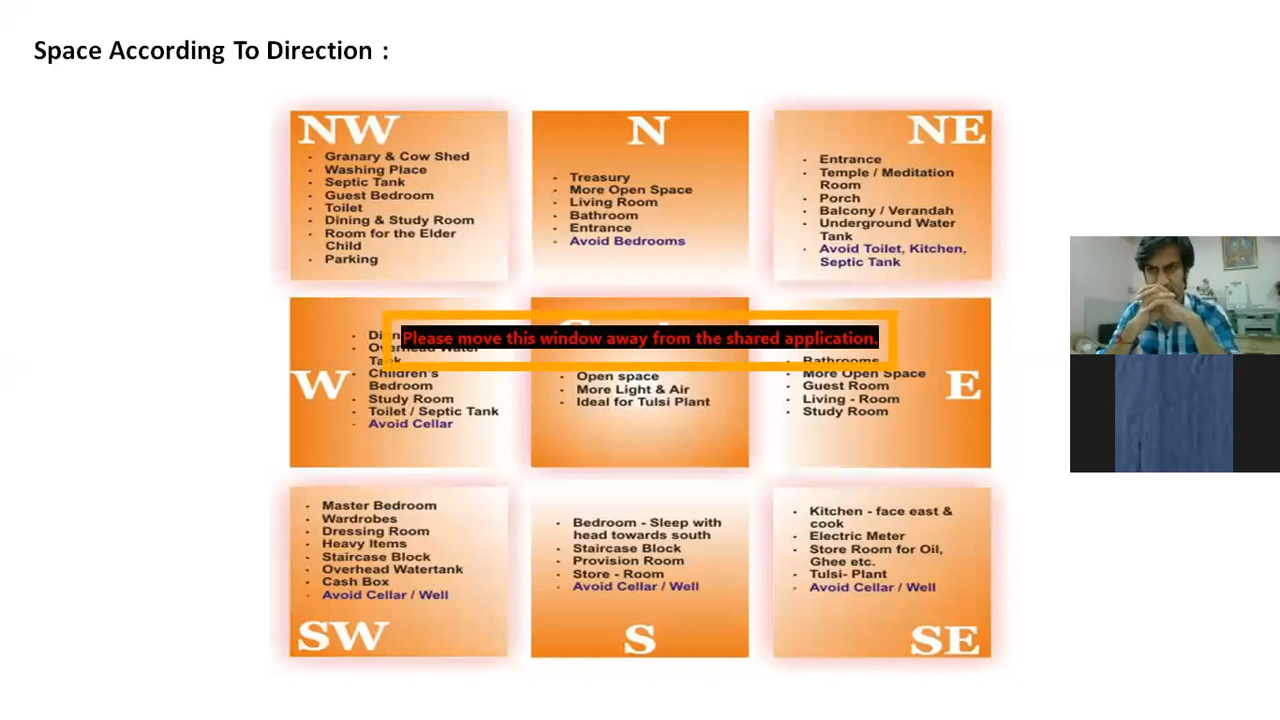 Space According To Direction :
NW
Granary & Cow Shed
Washing Place
Septic Tank
Guest Bedroom
Toilet
Dining & Study Room
Room for the Elder
Child
Parking
N
Treasury
More Open Space
Living Room
Bathroom
Entrance
Avoid Bedrooms
NE
Entrance
Temple / Meditation
Room
Porch
Balcony / Verandah
Underground Water
Tank
Avoid Toilet, Kitchen,
Septic Tank
Please move this window away from the shared application.
W
Overhead Water
Tank
Children's
Bedroom
Study Room
Toilet / Septic Tank
Avoid Cellar
Open space
More Light & Air
Ideal for Tulsi Plant
Bathrooms
More Open Space
Guest Room
Living - Room
Study Room
E
Master Bedroom
Wardrobes
Dressing Room
Heavy Items
Staircase Block
Overhead Watertank
Cash Box
Avoid Cellar / Well
SW
Bedroom - Sleep with
head towards south
Staircase Block
Provision Room
Store - Room
Avoid Cellar / Well
S
Kitchen - face east &
cook
Electric Meter
Store Room for Oil,
Ghee etc.
Tulsi- Plant
Avoid Cellar / Well
SE